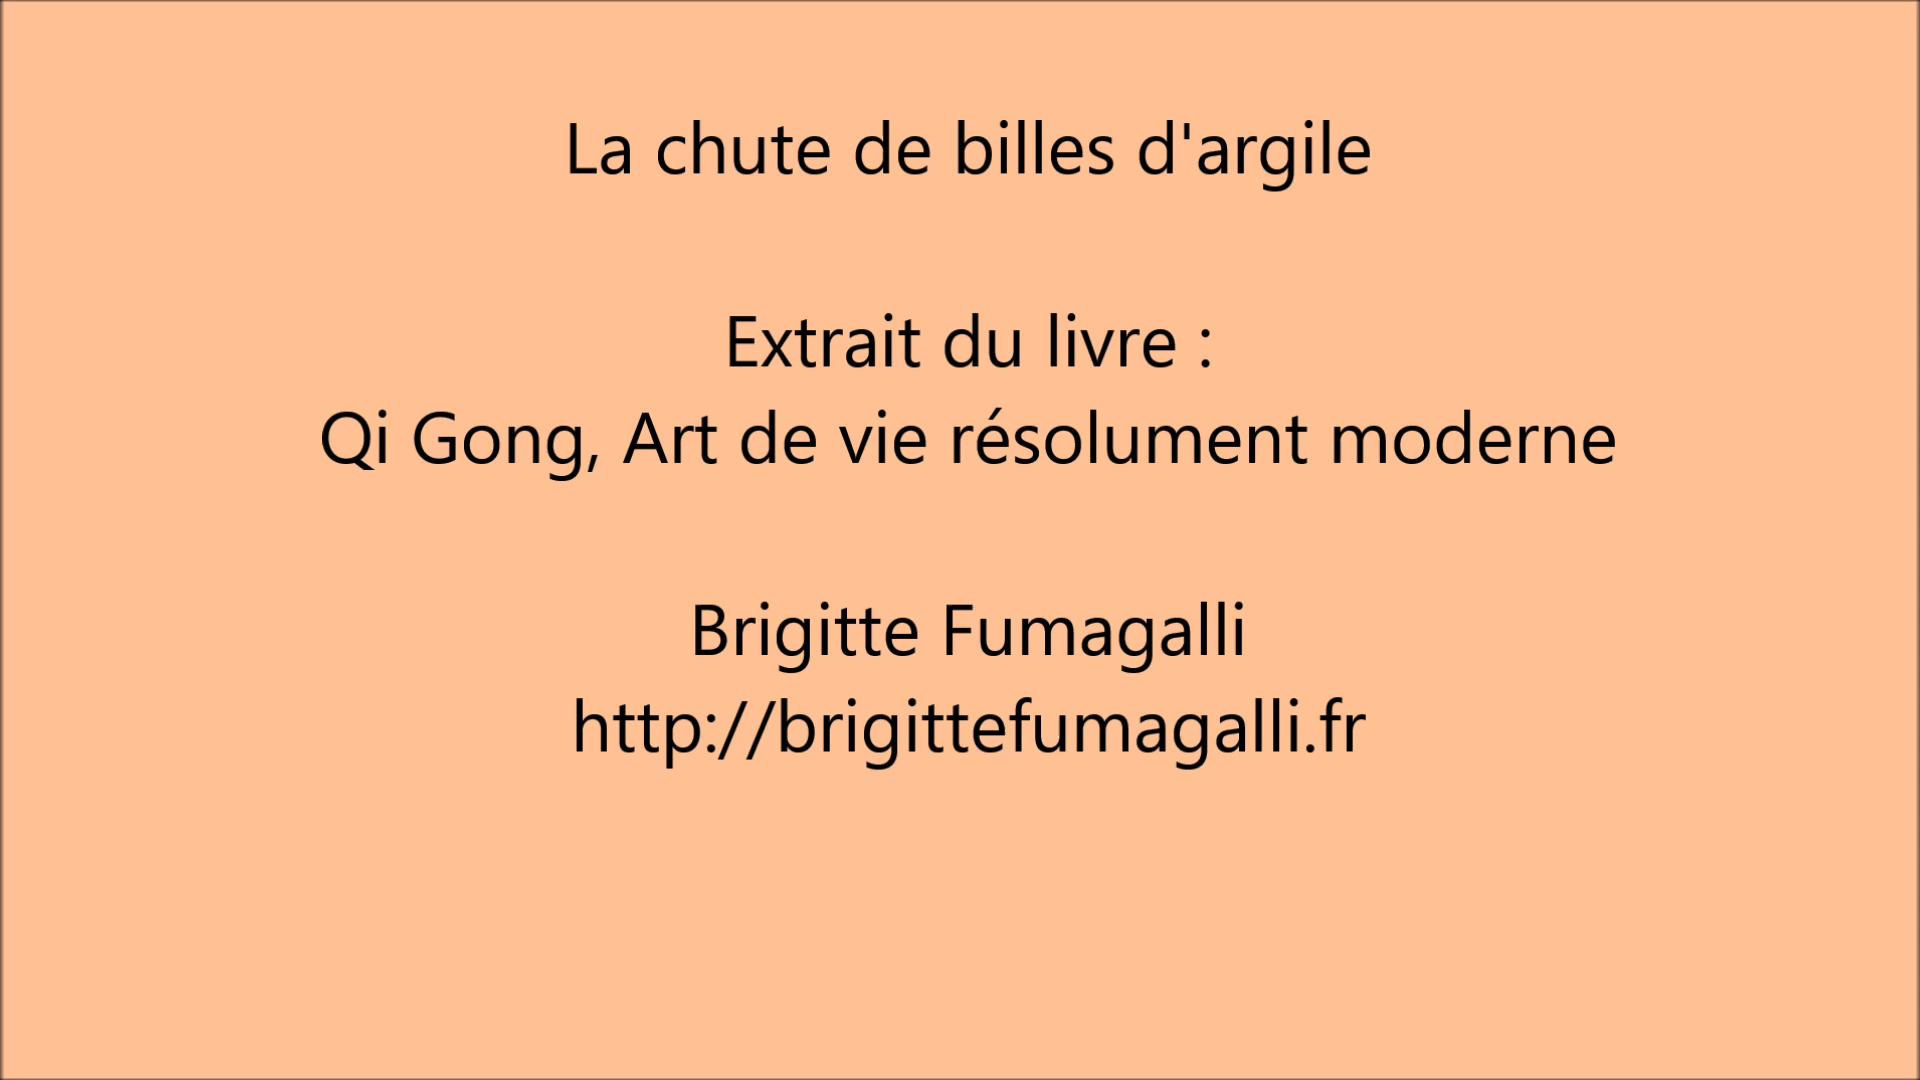 La chute de billes d'argile
Extrait du livre :
Qi Gong, Art de vie résolument moderne
Brigitte Fumagalli
http://brigittefumagalli.fr